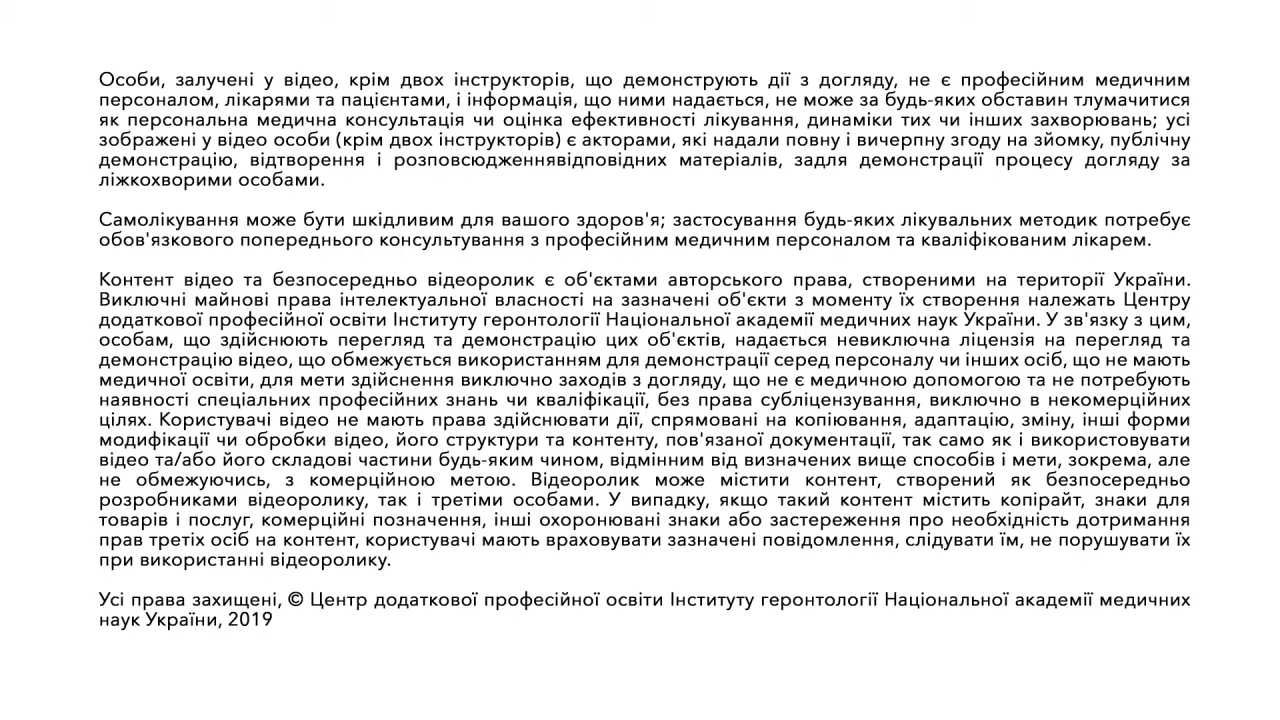 Особи, залучені у відео, крім двох інструкторів, що демонструють дії з догляду, не є професійним медичним
персоналом, лікарями та пацієнтами, і інформація, що ними надається, не може за будь-яких обставин тлумачитися
як персональна медична консультація чи оцінка ефективності лікування, динаміки тих чи інших захворювань; усі
зображені у відео особи (крім двох інструкторів) є акторами, які надали повну і вичерпну згоду на зйомку, публічну
демонстрацію, відтворення і розповсюдженнявідповідних матеріалів, задля демонстрації процесу догляду за
ліжкохворими особами.
Самолікування може бути шкідливим для вашого здоров'я; застосування будь-яких лікувальних методик потребує
обов'язкового попереднього консультування з професійним медичним персоналом та кваліфікованим лікарем.
Контент відео та безпосередньо відеоролик є об'єктами авторського права, створеними на території України.
Виключні майнові права інтелектуальної власності на зазначені об'єкти з моменту їх створення належать Центру
додаткової професійної освіти Інституту геронтології Національної академії медичних наук України. У зв'язку з цим,
особам, що здійснюють перегляд та демонстрацію цих об'єктів, надається невиключна ліцензія на перегляд та
демонстрацію відео, що обмежується використанням для демонстрації серед персоналу чи інших осіб, що не мають
медичної освіти, для мети здійснення виключно заходів з догляду, що не є медичною допомогою та не потребують
наявності спеціальних професійних знань чи кваліфікації, без права субліцензування, виключно в некомерційних
цілях. Користувачі відео не мають права здійснювати дії, спрямовані на копіювання, адаптацію, зміну, інші форми
модифікації чи обробки відео, його структури та контенту, пов'язаної документації, так само як і використовувати
відео та/або його складові частини будь-яким чином, відмінним від визначених вище способів і мети, зокрема, але
не обмежуючись, з комерційною метою. Відеоролик може містити контент, створений як безпосередньо
розробниками відеоролику, так і третіми особами. У випадку, якщо такий контент містить копірайт, знаки для
товарів і послуг, комерційні позначення, інші охоронювані знаки або застереження про необхідність дотримання
прав третіх осіб на контент, користувачі мають враховувати зазначені повідомлення, слідувати їм, не порушувати їх
при використанні відеоролику.
Усі права захищені, © Центр додаткової професійної освіти Інституту геронтології Національної академії медичних
наук України, 2019